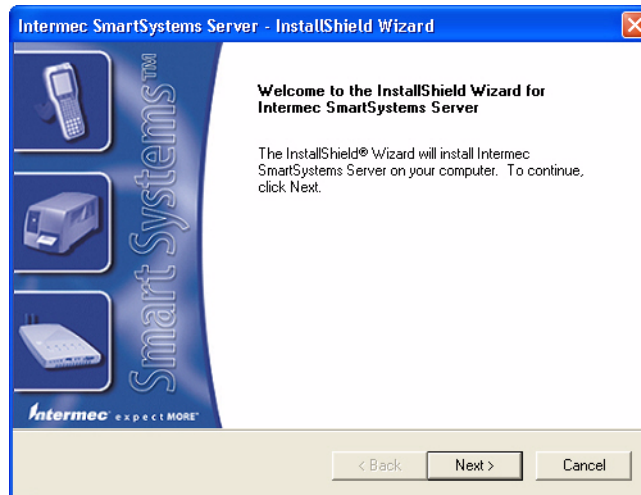 Intermec SmartSystems Server - InstallShield Wizard
Smart Systems™
Welcome to the InstallShield Wizard for
Intermec SmartSystems Server
The InstallShield® Wizard will install Intermec
SmartSystems Server on your computer. To continue,
click Next.
Intermec expect MORE™
< Back
Next >
Cancel